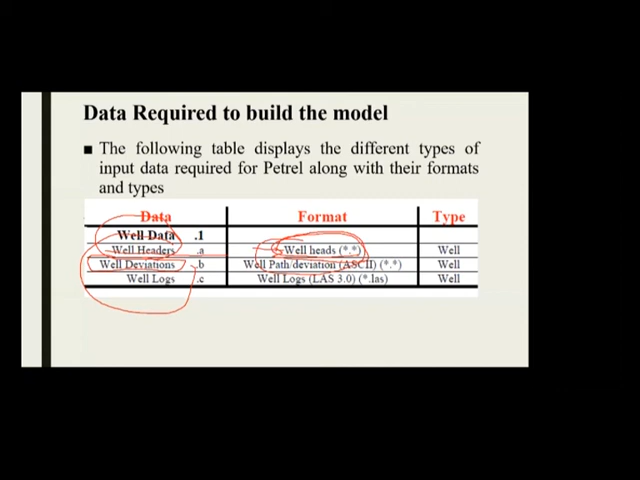 Data Required to build the model
■ The following table displays the different types of
input data required for Petrel along with their formats
and types
Data Format Type
Well Data .1
Well Headers .a Well heads (*.*) Well
Well Deviations .b Well Path/deviation (ASCII) (*.*) Well
Well Logs .c Well Logs (LAS 3.0) (*.las) Well